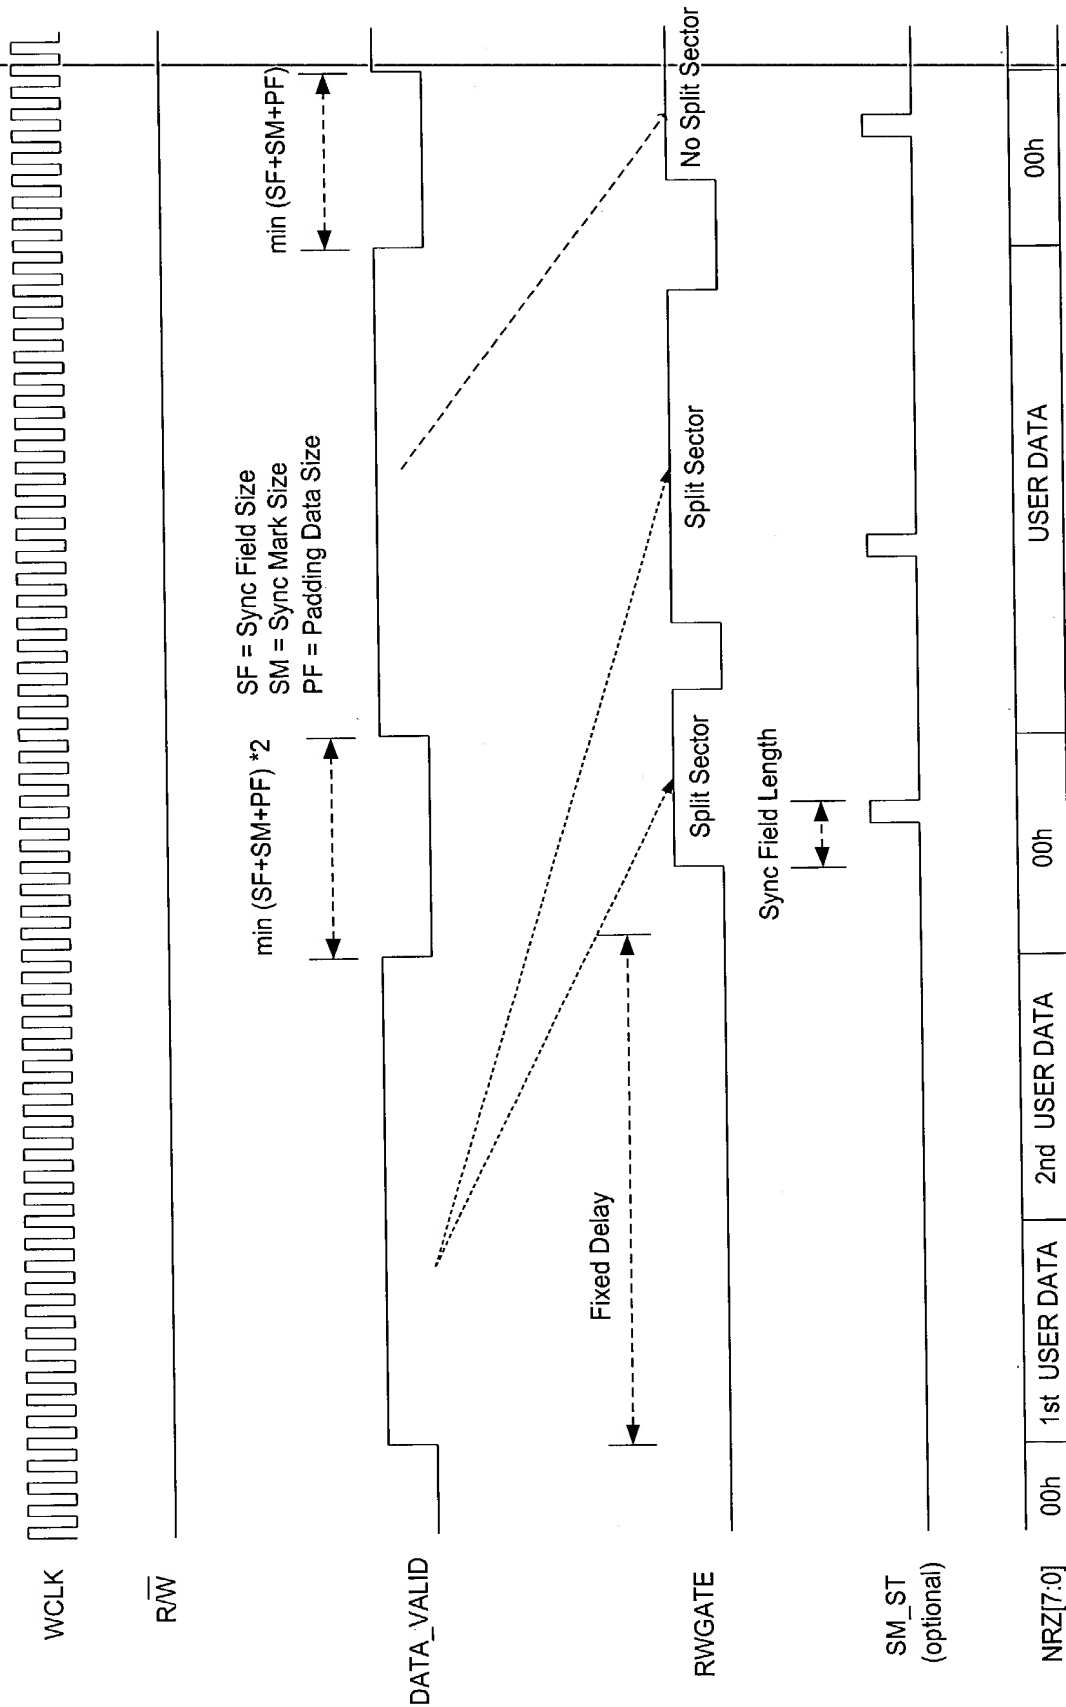 WCLK
R/W
DATA_VALID
min (SF+SM+PF) *2
SF = Sync Field Size
SM = Sync Mark Size
PF = Padding Data Size
min (SF+SM+PF)
Fixed Delay
RWGATE
Split Sector
Split Sector
No Split Sector
Sync Field Length
SM_ST
(optional)
NRZ[7:0]
00h
1st USER DATA
2nd USER DATA
00h
USER DATA
00h